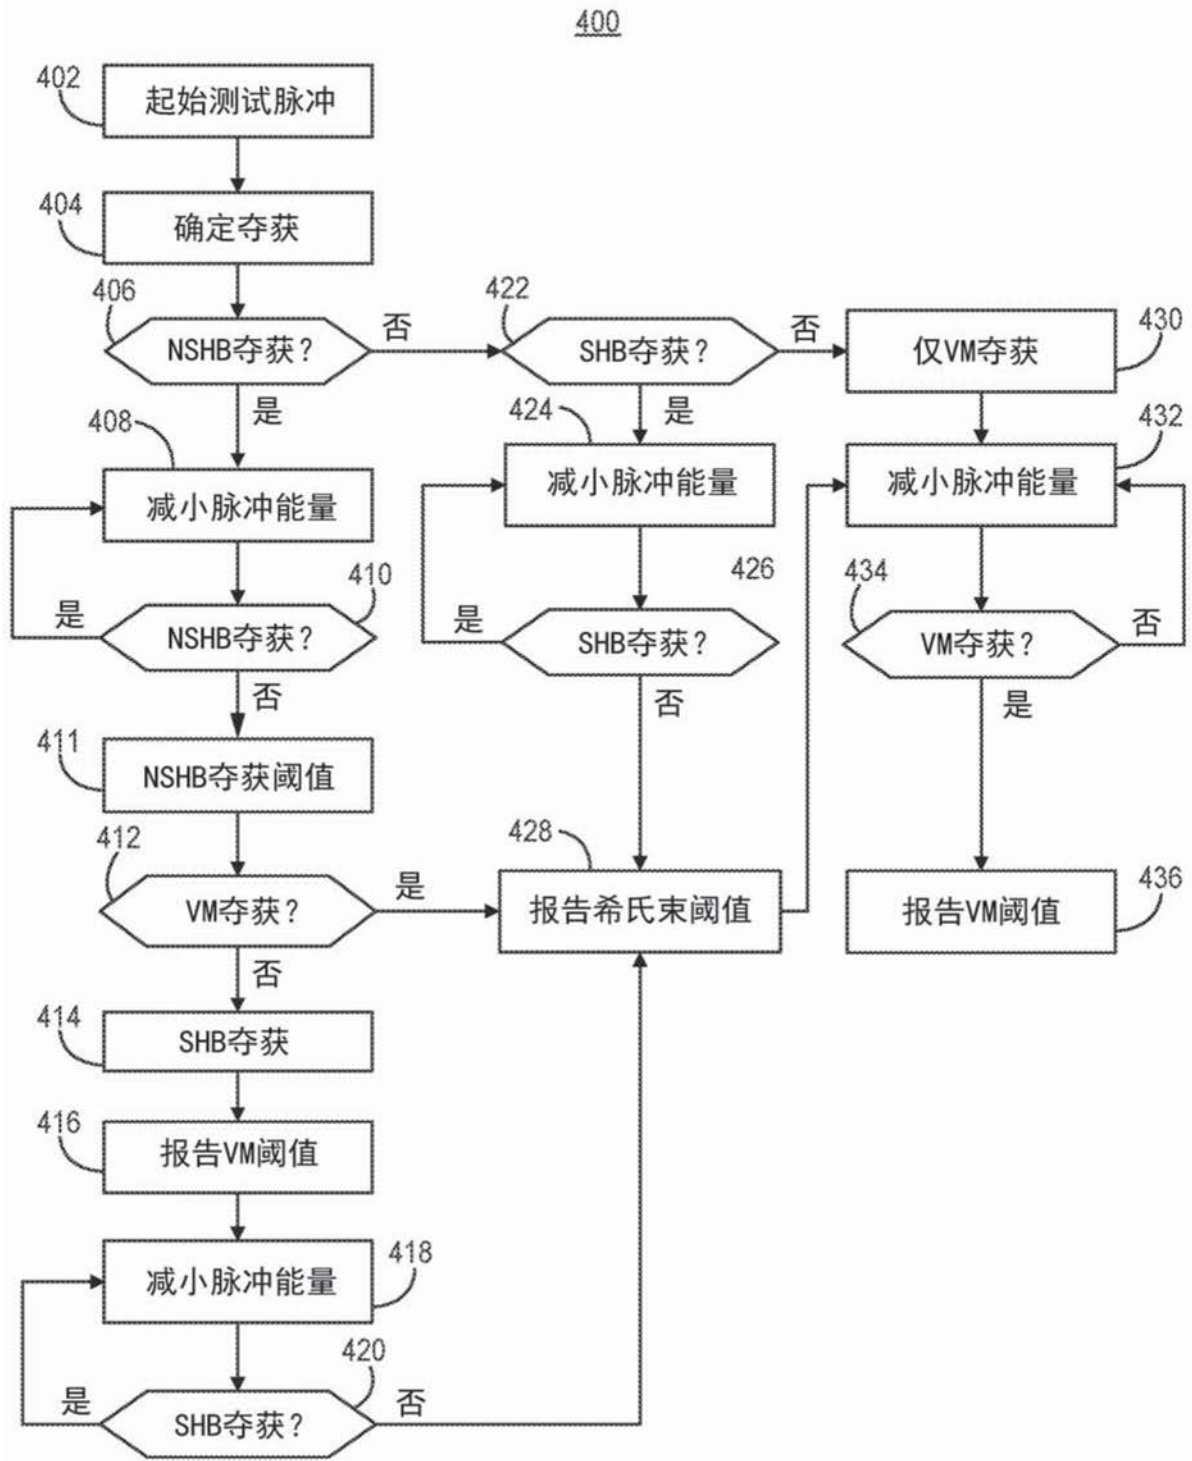 400
402
起始测试脉冲
404
确定夺获
406
NSHB夺获?
否
422
SHB夺获?
否
430
仅VM夺获
是
408
减小脉冲能量
是
424
减小脉冲能量
432
减小脉冲能量
410
是
NSHB夺获?
426
是
SHB夺获?
434
VM夺获?
否
否
411
NSHB夺获阈值
否
是
412
VM夺获?
是
428
报告希氏束阈值
436
报告VM阈值
否
414
SHB夺获
416
报告VM阈值
418
减小脉冲能量
420
是
SHB夺获?
否